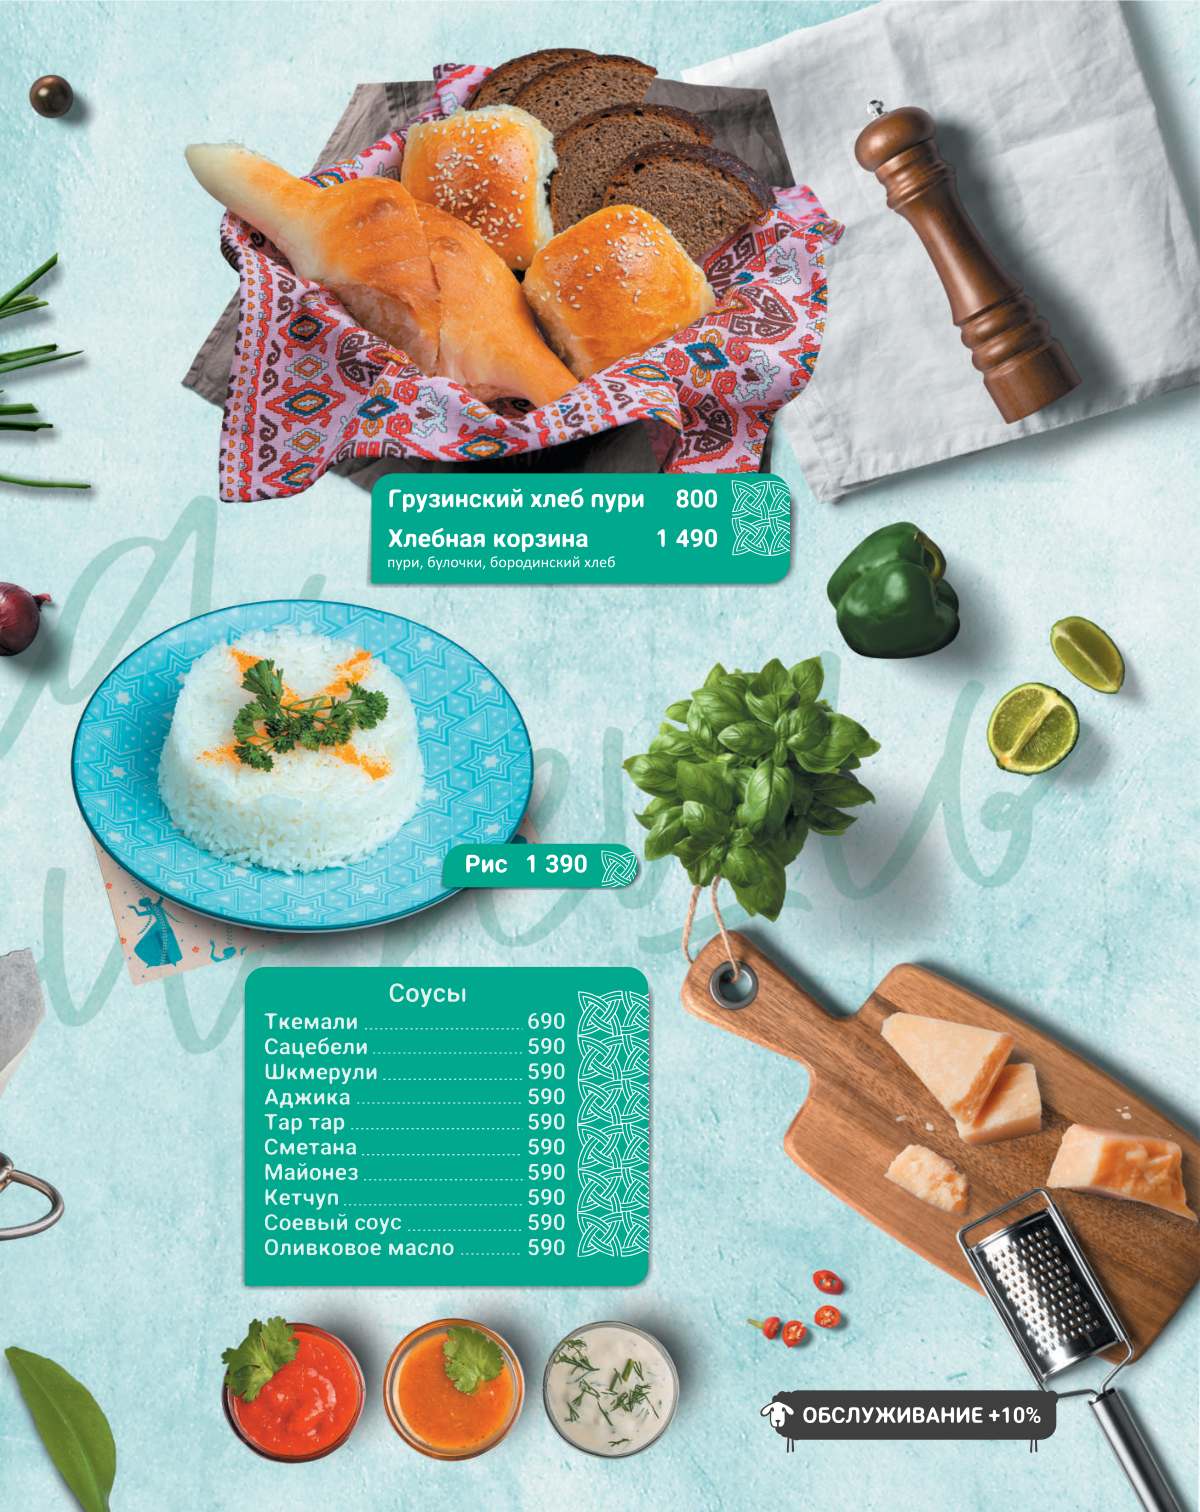 Грузинский хлеб пури 800
Хлебная корзина 1 490
пури, булочки, бородинский хлеб
Рис 1 390
Соусы
Ткемали 690
Сацебели 590
Шкмерули 590
Аджика 590
Тар тар 590
Сметана 590
Майонез 590
Кетчуп 590
Соевый соус 590
Оливковое масло 590
ОБСЛУЖИВАНИЕ +10%